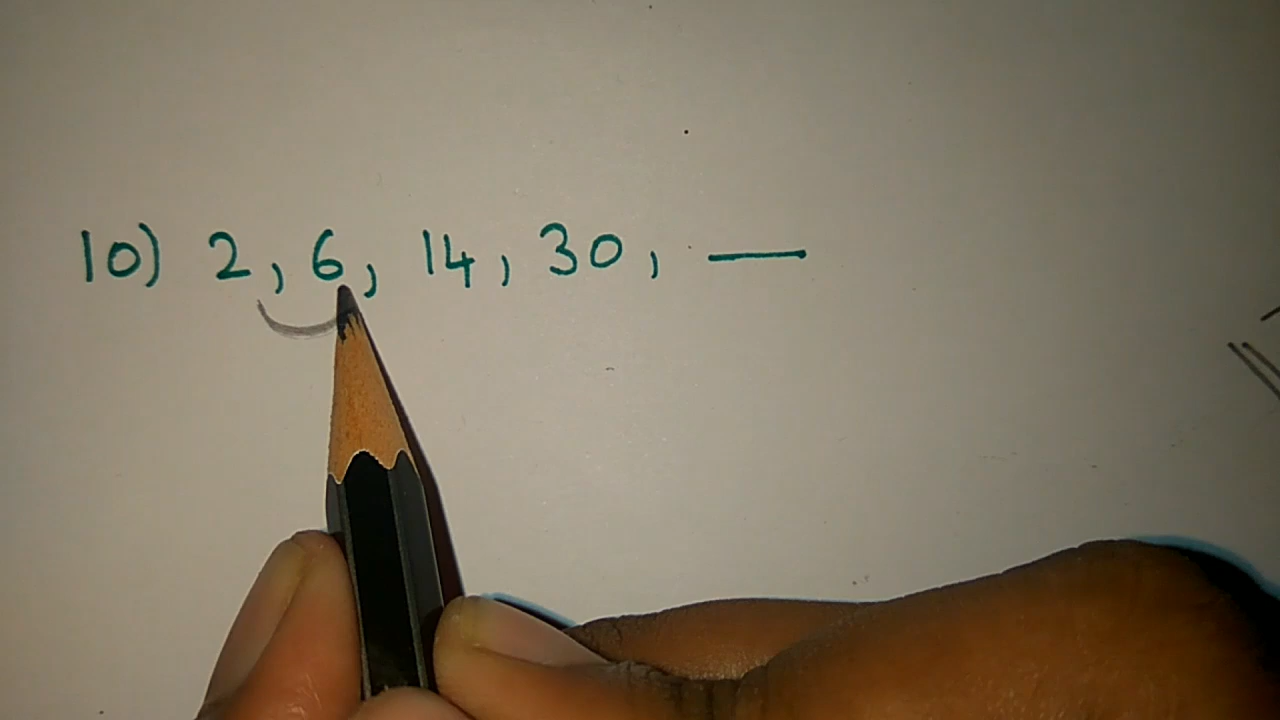 10) 2, 6, 14, 30, —